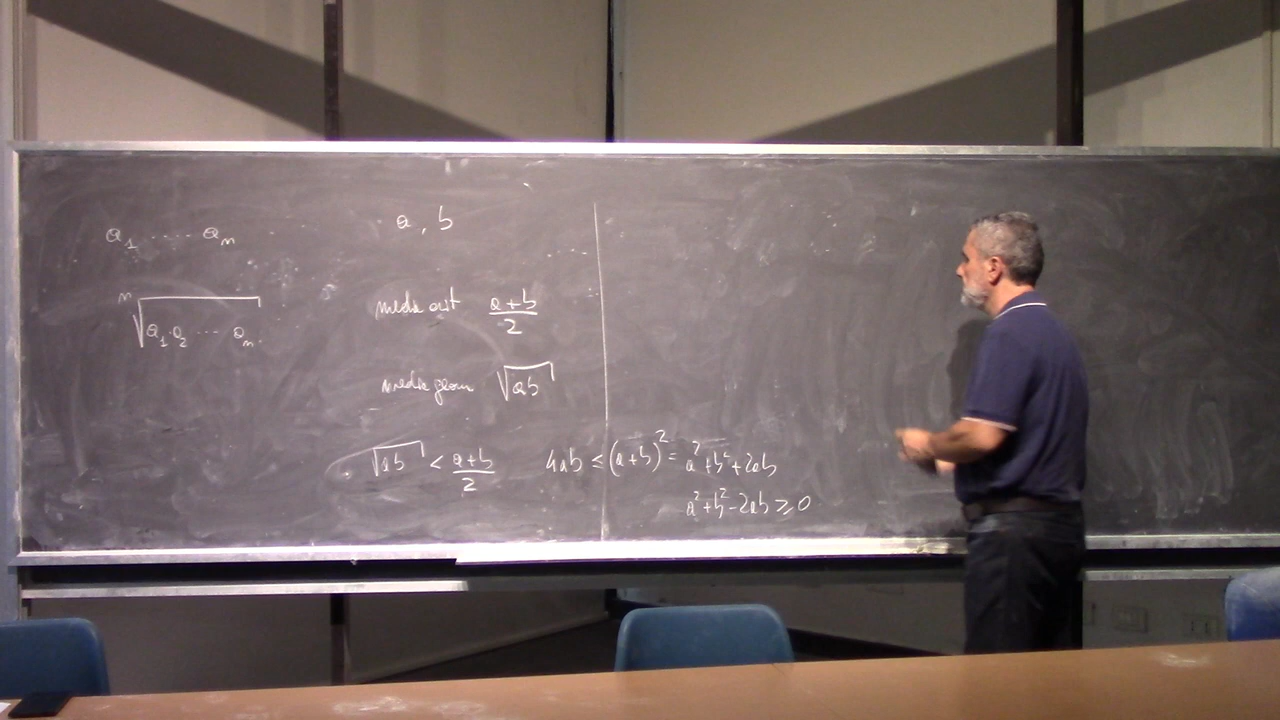 a₁ ..... aₙ
ⁿ√(a₁·a₂ ... aₙ)
a, b
media arit (a+b)/2
media geom √(ab)
√(ab) < (a+b)/2 4ab ≤ (a+b)² = a²+b²+2ab
a²+b²-2ab ≥ 0